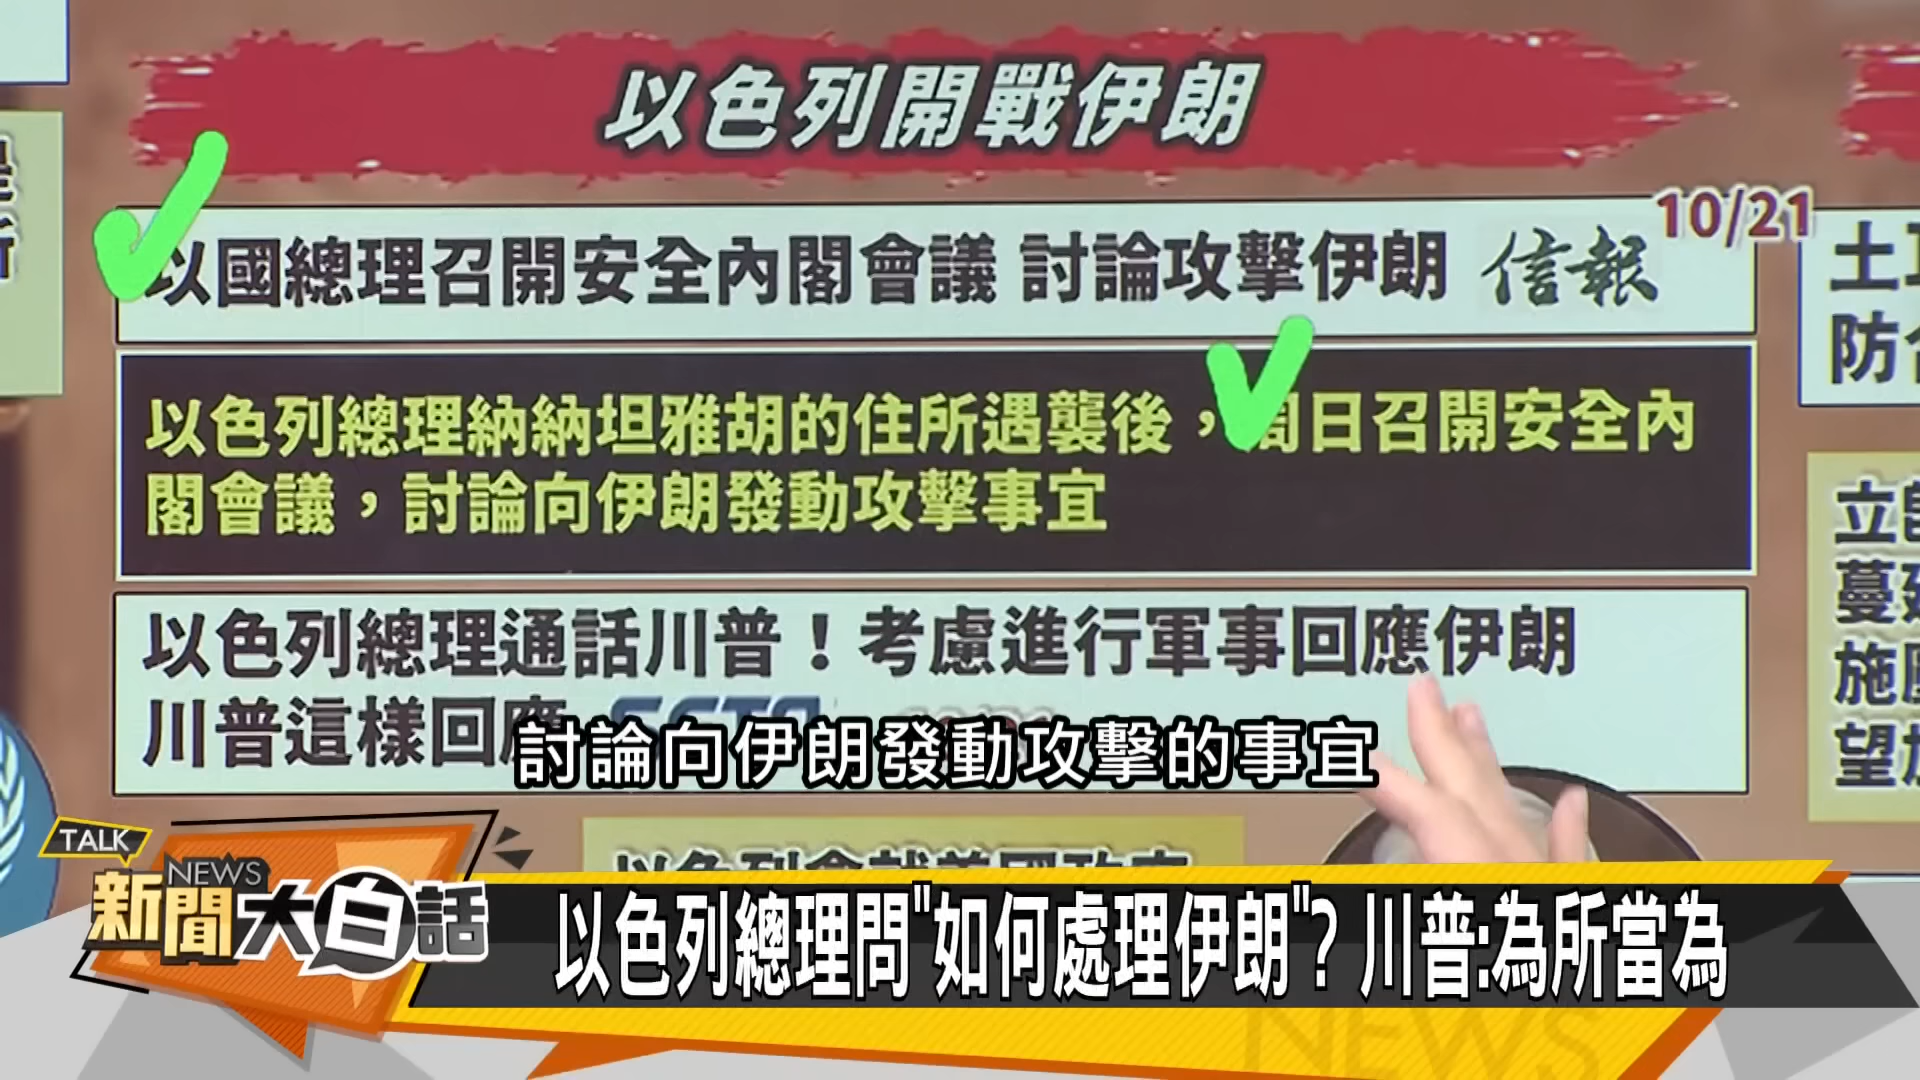 以色列開戰伊朗
10/21
以國總理召開安全內閣會議 討論攻擊伊朗 信報
以色列總理納納坦雅胡的住所遇襲後，周日召開安全內
閣會議，討論向伊朗發動攻擊事宜
以色列總理通話川普！考慮進行軍事回應伊朗
川普這樣回應
討論向伊朗發動攻擊的事宜
土
防
立
蔓
施
望
TALK
NEWS
新聞大白話
以色列總理問"如何處理伊朗"? 川普:為所當為
NEWS